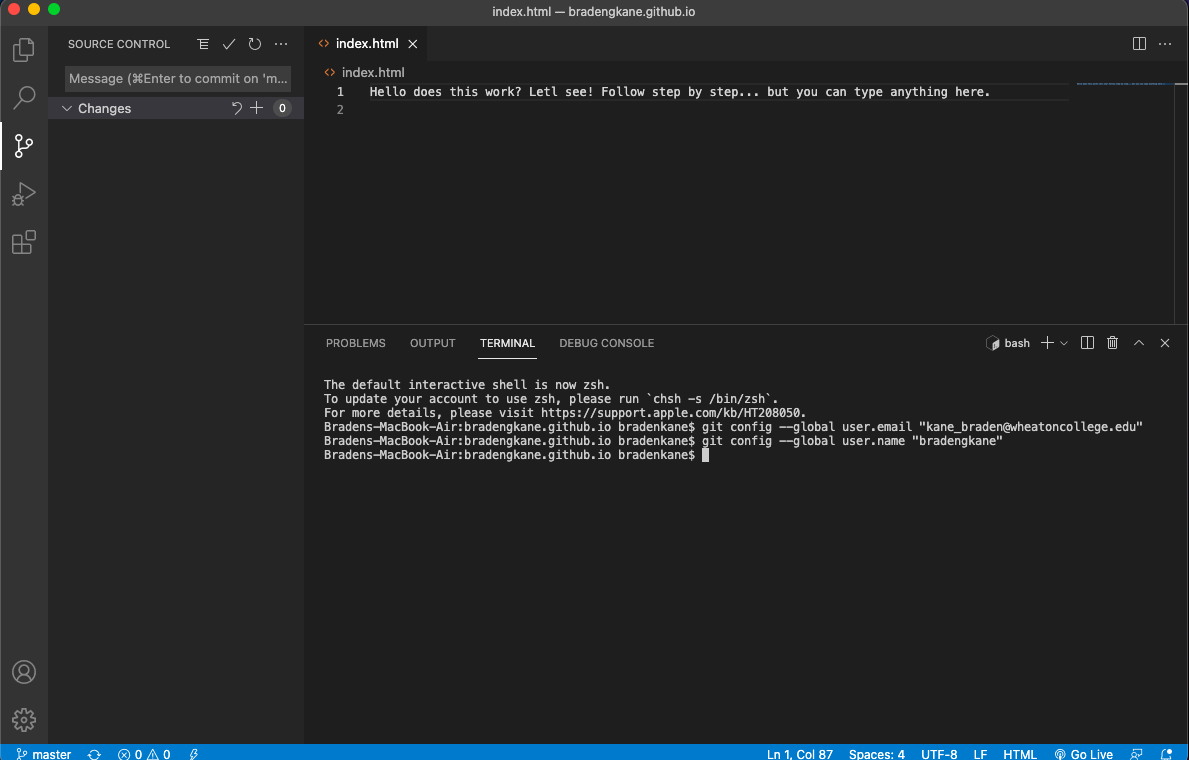 index.html — bradengkane.github.io
SOURCE CONTROL
Message (⌘Enter to commit on 'm...
Changes
0
index.html
index.html
1 Hello does this work? Letl see! Follow step by step... but you can type anything here.
2
PROBLEMS OUTPUT TERMINAL DEBUG CONSOLE
bash
The default interactive shell is now zsh.
To update your account to use zsh, please run `chsh -s /bin/zsh`.
For more details, please visit https://support.apple.com/kb/HT208050.
Bradens-MacBook-Air:bradengkane.github.io bradenkane$ git config --global user.email "kane_braden@wheatoncollege.edu"
Bradens-MacBook-Air:bradengkane.github.io bradenkane$ git config --global user.name "bradengkane"
Bradens-MacBook-Air:bradengkane.github.io bradenkane$
master 0 0 Ln 1, Col 87 Spaces: 4 UTF-8 LF HTML Go Live